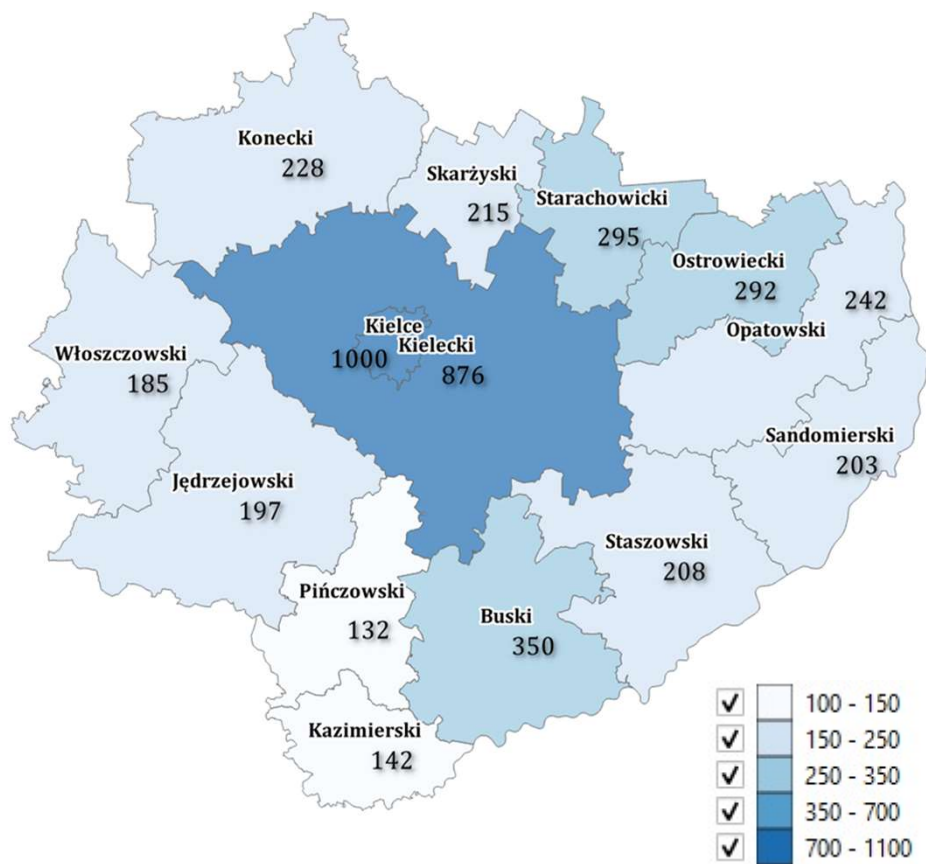 Konecki
228
Skarżyski
215
Starachowicki
295
Ostrowiecki
292
242
Opatowski
Kielce
1000
Kielecki
876
Włoszczowski
185
Sandomierski
203
Jędrzejowski
197
Staszowski
208
Pińczowski
132
Buski
350
Kazimierski
142
100 - 150
150 - 250
250 - 350
350 - 700
700 - 1100